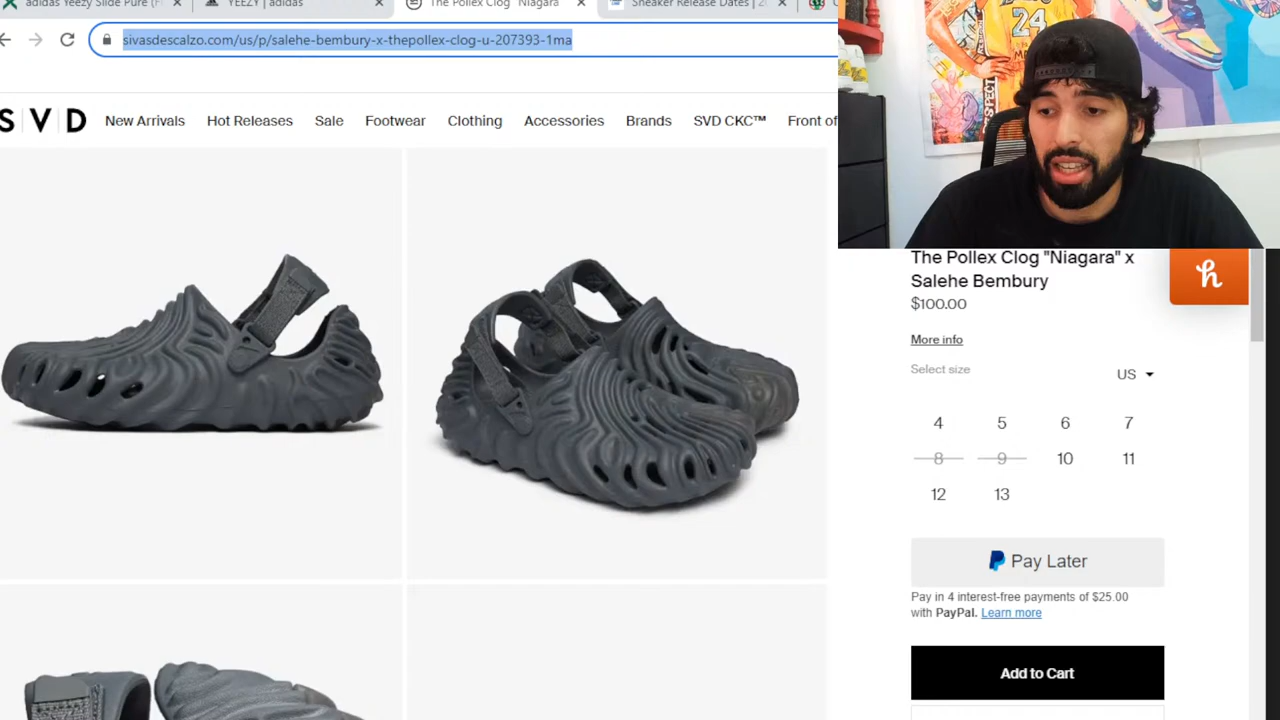 adidas Yeezy Slide Pure (F
YEEZY | adidas
The Pollex Clog "Niagara"
Sneaker Release Dates | 20
sivasdescalzo.com/us/p/salehe-bembury-x-thepollex-clog-u-207393-1ma
SVD
New Arrivals
Hot Releases
Sale
Footwear
Clothing
Accessories
Brands
SVD CKC™
Front of
24
RESPECT
The Pollex Clog "Niagara" x
Salehe Bembury
$100.00
h
More info
Select size
US
4 5 6 7
8 9 10 11
12 13
Pay Later
Pay in 4 interest-free payments of $25.00
with PayPal. Learn more
Add to Cart